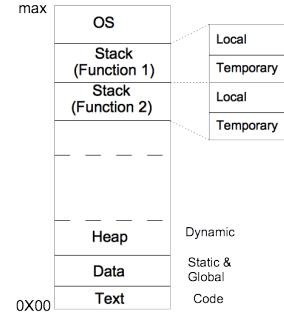 max
OS
Local
Stack
(Function 1)
Temporary
Stack
(Function 2)
Local
Temporary
Heap
Dynamic
Data
Static &
Global
Text
Code
0X00